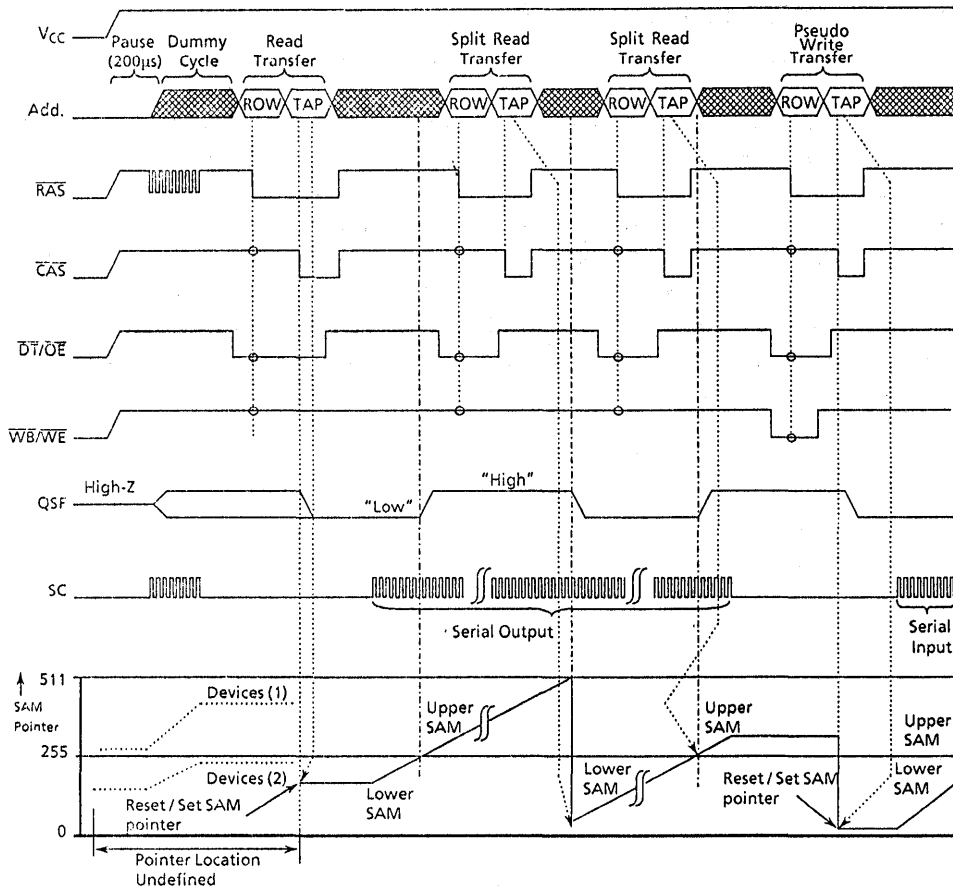 VCC
Pause
(200µs)
Dummy
Cycle
Read
Transfer
Split Read
Transfer
Split Read
Transfer
Pseudo
Write
Transfer
Add.
ROW TAP ROW TAP ROW TAP ROW TAP
RAS
CAS
DT/OE
WB/WE
QSF
High-Z
"Low"
"High"
SC
Serial Output
Serial
Input
511
SAM
Pointer
255
0
Devices (1)
Devices (2)
Reset / Set SAM
pointer
Pointer Location
Undefined
Lower
SAM
Upper
SAM
Lower
SAM
Upper
SAM
Reset / Set SAM
pointer
Upper
SAM
Lower
SAM